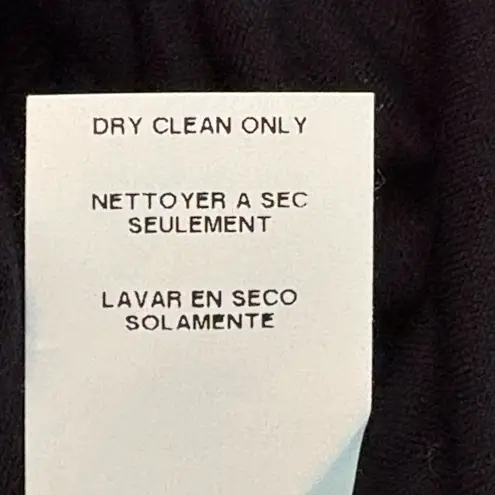 DRY CLEAN ONLY
NETTOYER A SEC
SEULEMENT
LAVAR EN SECO
SOLAMENTE